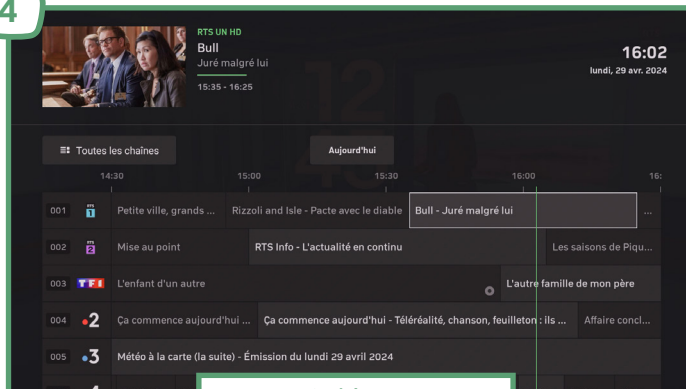 4
RTS UN HD
Bull
Juré malgré lui
15:35 - 16:25
16:02
lundi, 29 avr. 2024
Toutes les chaînes
Aujourd'hui
14:30 15:00 15:30 16:00 16:
001 RTS 1 Petite ville, grands ... Rizzoli and Isle - Pacte avec le diable Bull - Juré malgré lui ...
002 RTS 2 Mise au point RTS Info - L'actualité en continu Les saisons de Piqu...
003 TF1 L'enfant d'un autre L'autre famille de mon père
004 •2 Ça commence aujourd'hui ... Ça commence aujourd'hui - Téléréalité, chanson, feuilleton : ils ... Affaire concl...
005 •3 Météo à la carte (la suite) - Émission du lundi 29 avril 2024